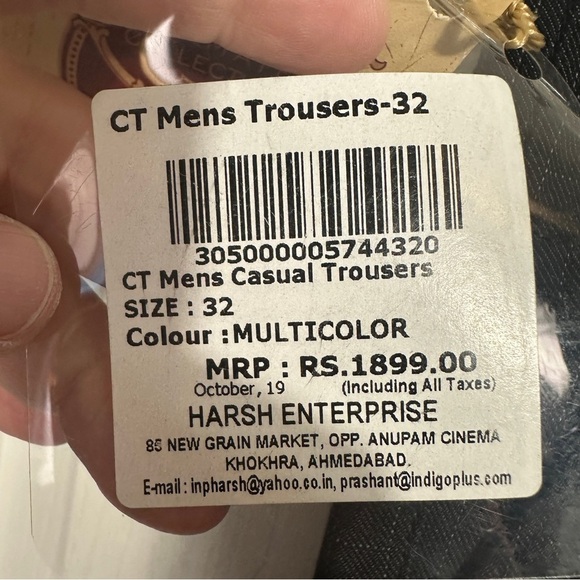 COLLECT
CT Mens Trousers-32
305000005744320
CT Mens Casual Trousers
SIZE : 32
Colour :MULTICOLOR
MRP : RS.1899.00
October, 19 (Including All Taxes)
HARSH ENTERPRISE
85 NEW GRAIN MARKET, OPP. ANUPAM CINEMA
KHOKHRA, AHMEDABAD.
E-mail : inpharsh@yahoo.co.in, prashant@indigoplus.com